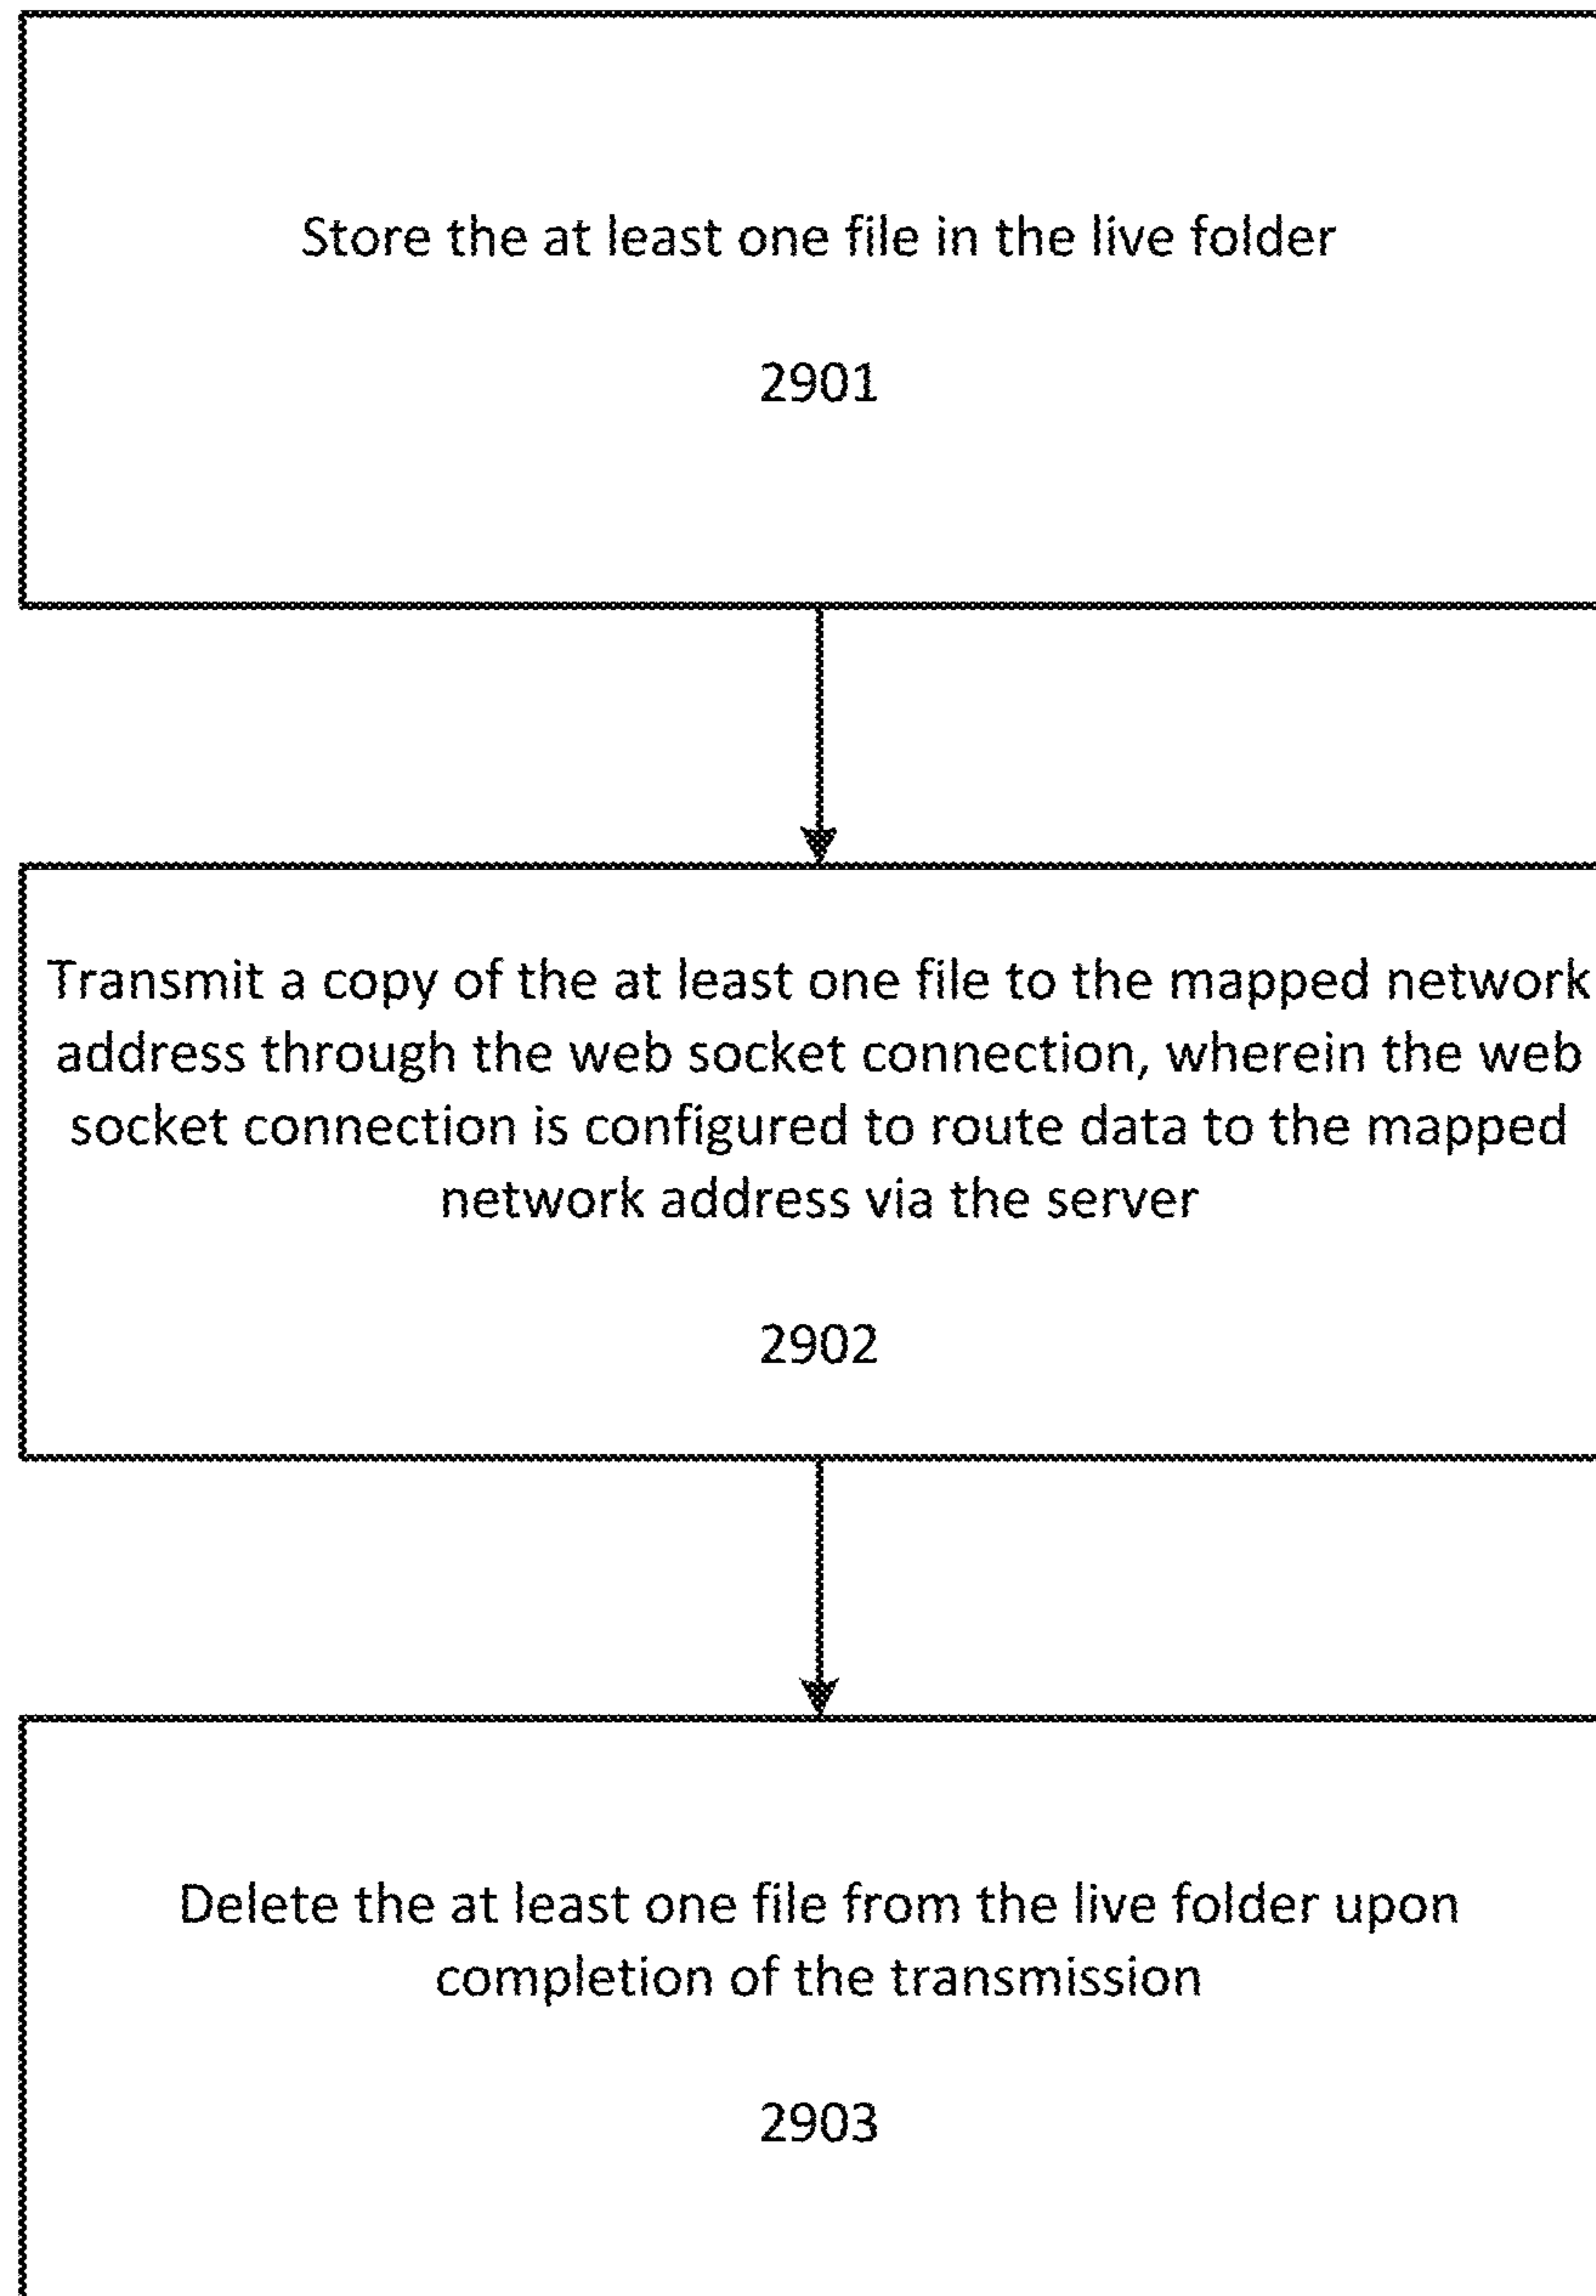 Store the at least one file in the live folder
2901
Transmit a copy of the at least one file to the mapped network
address through the web socket connection, wherein the web
socket connection is configured to route data to the mapped
network address via the server
2902
Delete the at least one file from the live folder upon
completion of the transmission
2903